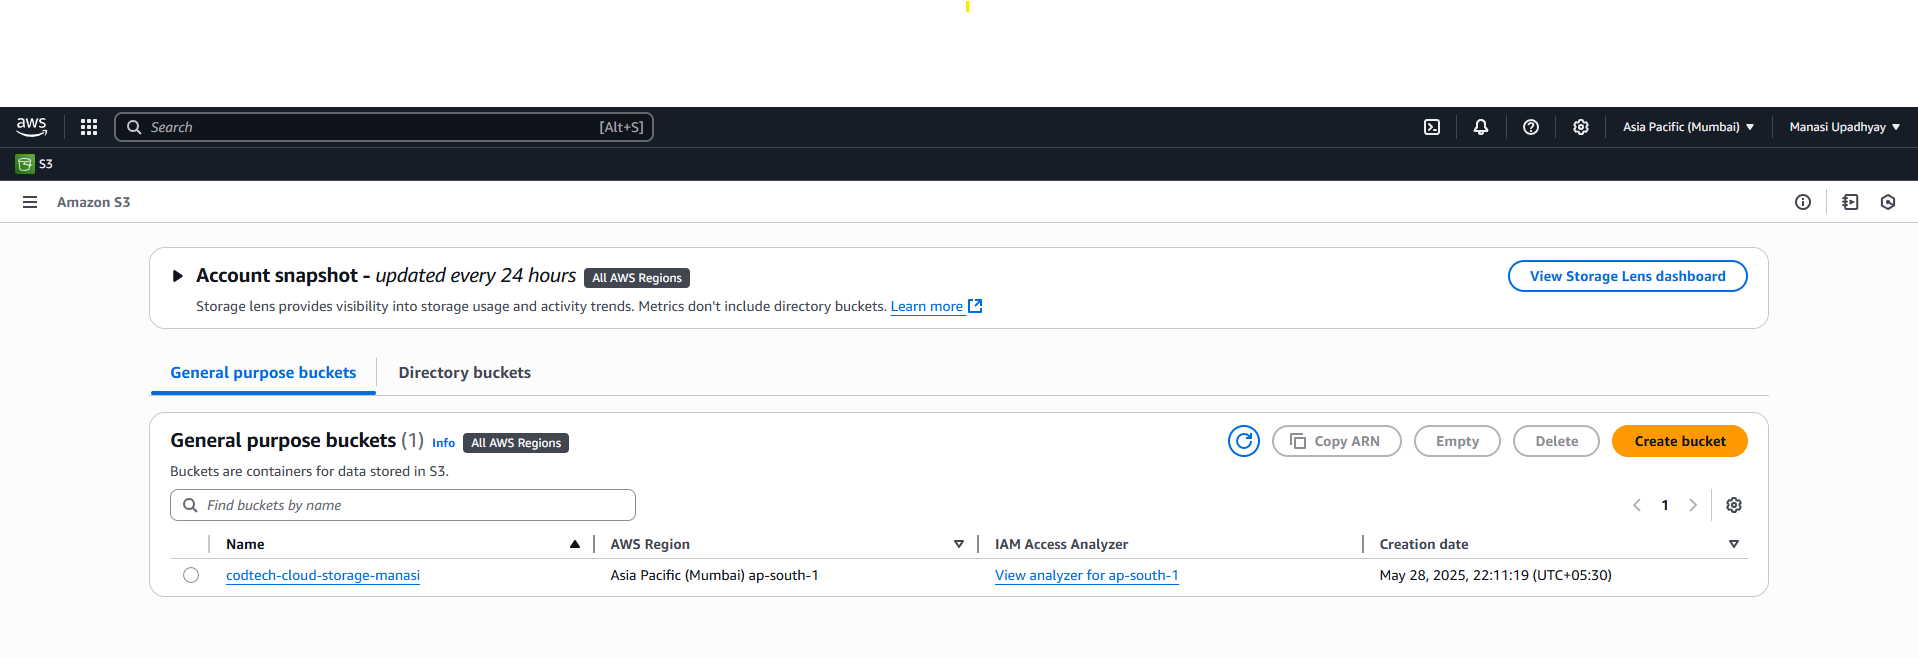 aws Search [Alt+S] Asia Pacific (Mumbai) Manasi Upadhyay
S3
Amazon S3
Account snapshot - updated every 24 hours All AWS Regions View Storage Lens dashboard
Storage lens provides visibility into storage usage and activity trends. Metrics don't include directory buckets. Learn more
General purpose buckets Directory buckets
General purpose buckets (1) Info All AWS Regions Copy ARN Empty Delete Create bucket
Buckets are containers for data stored in S3.
Find buckets by name 1
Name AWS Region IAM Access Analyzer Creation date
codtech-cloud-storage-manasi Asia Pacific (Mumbai) ap-south-1 View analyzer for ap-south-1 May 28, 2025, 22:11:19 (UTC+05:30)